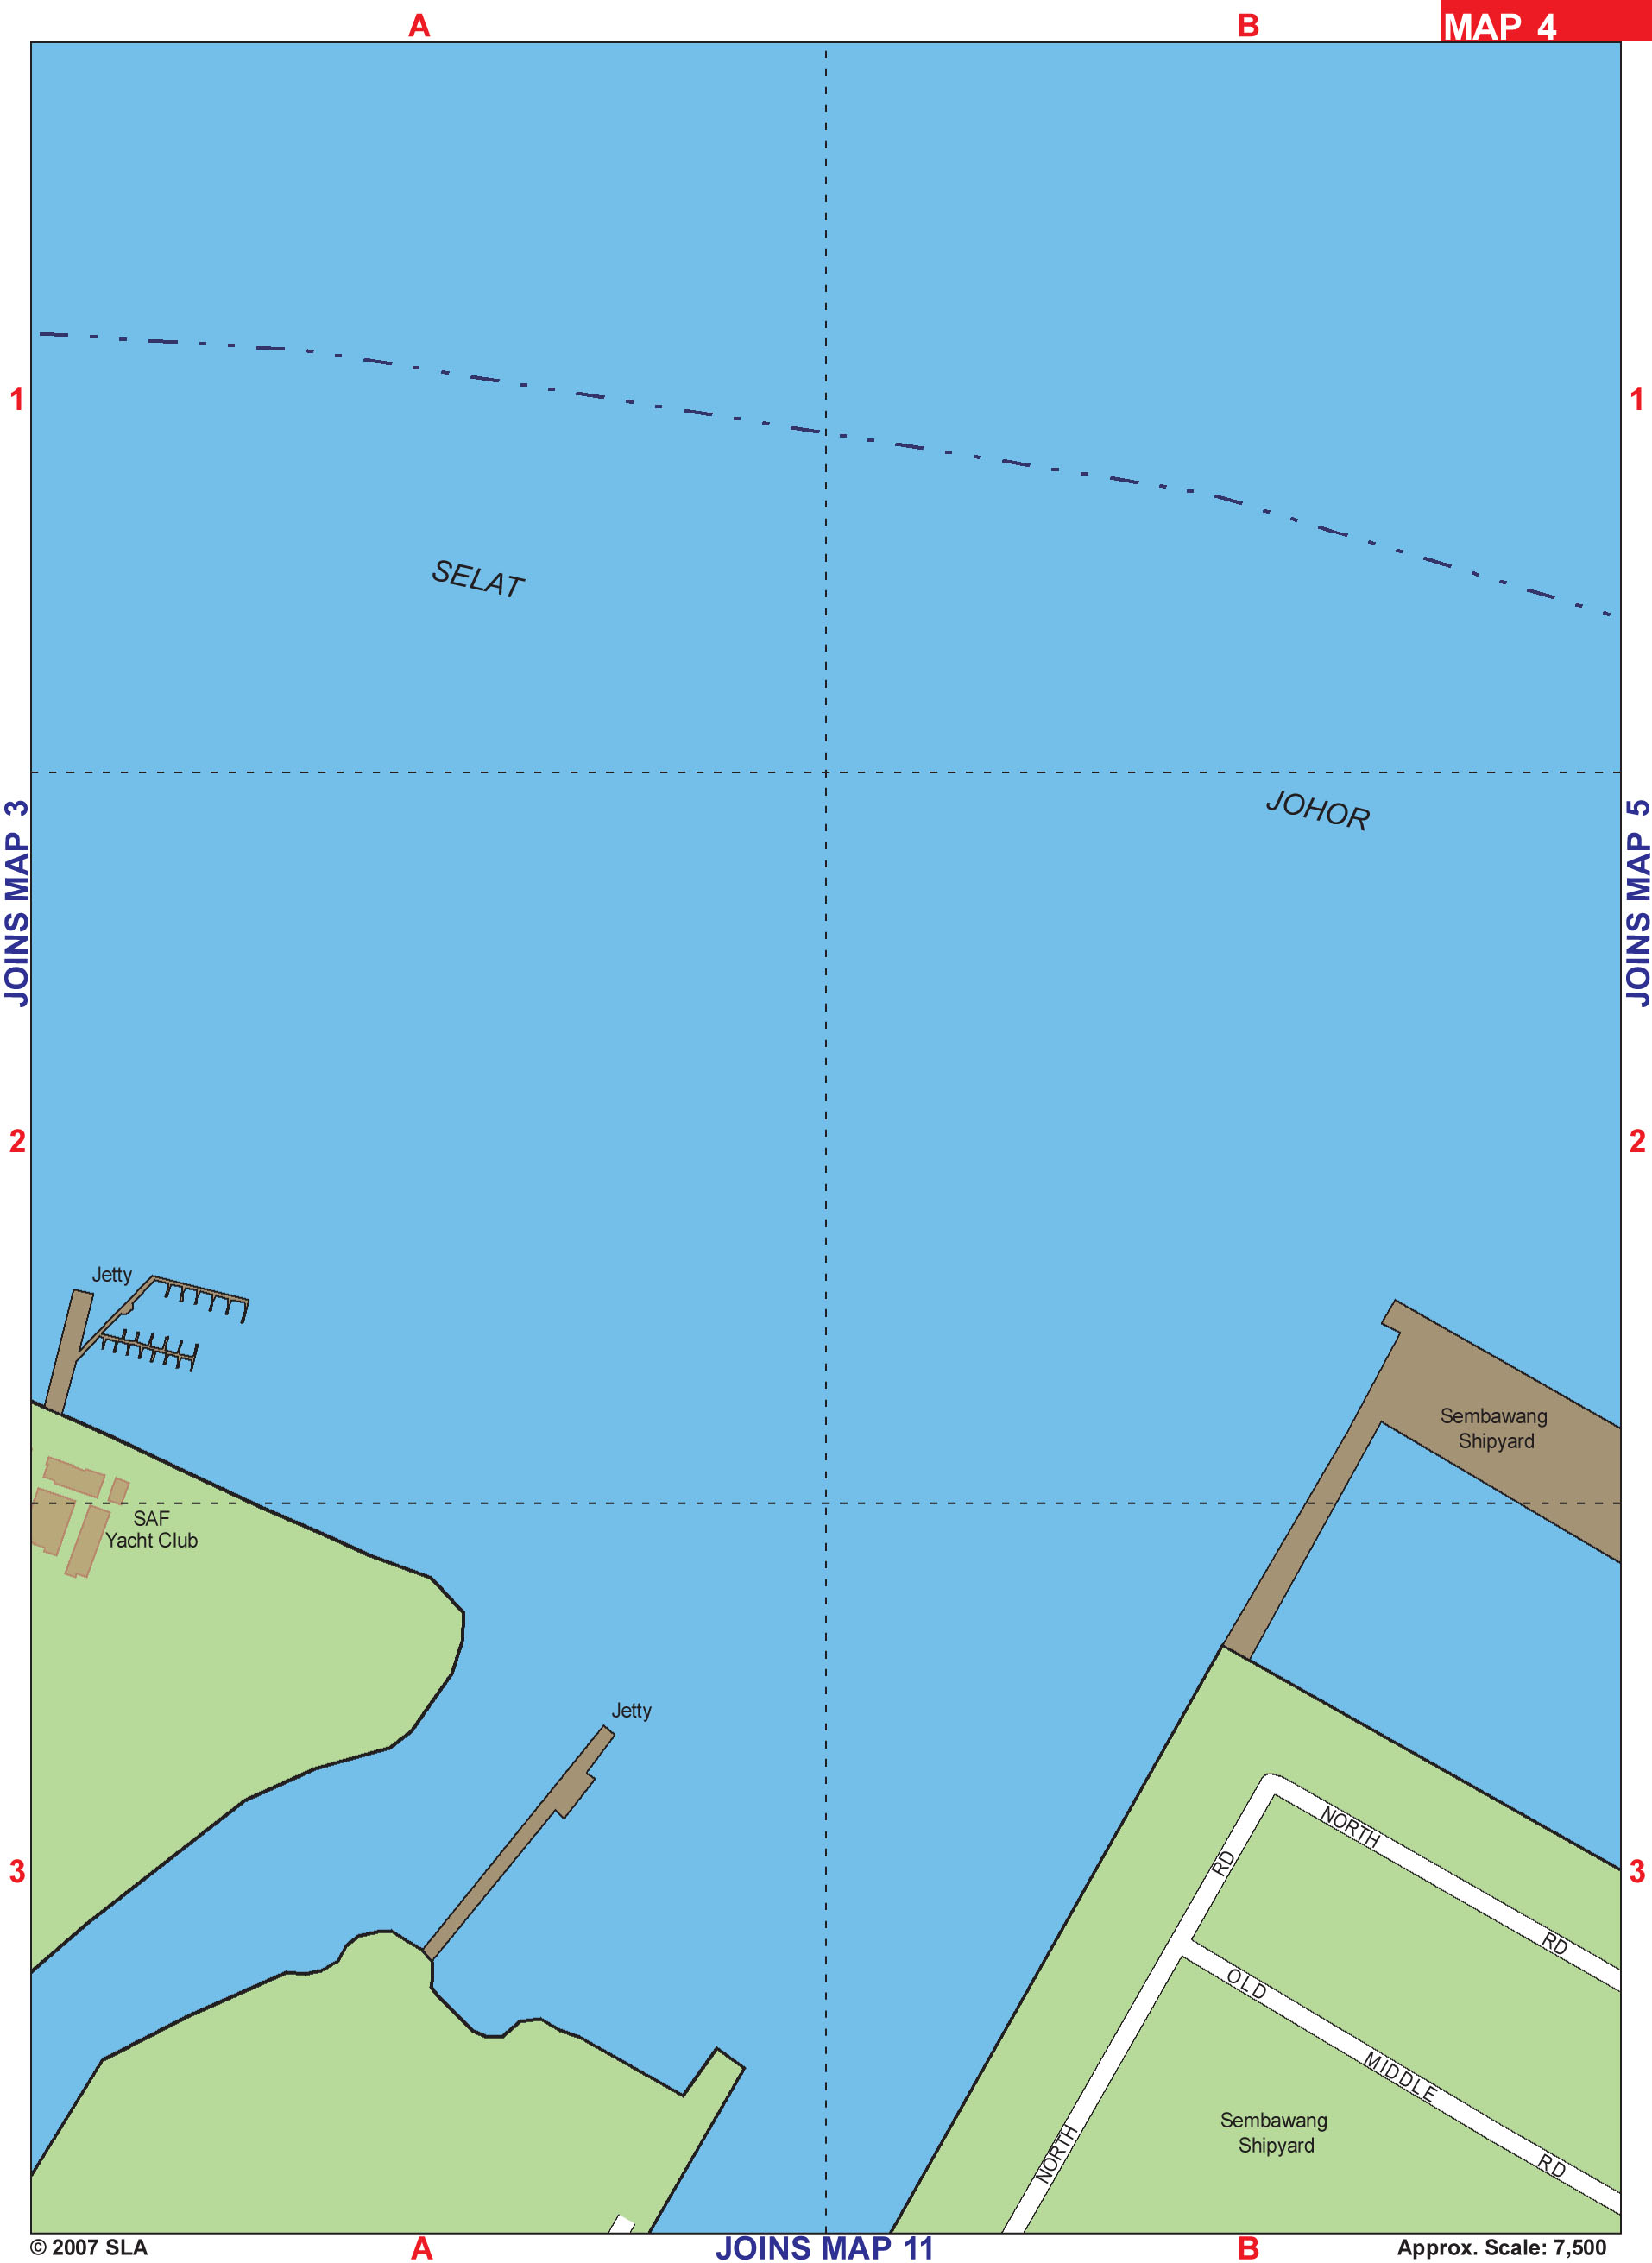 A
B
MAP 4
1
1
SELAT
JOINS MAP 3
JOHOR
JOINS MAP 5
2
2
Jetty
Sembawang
Shipyard
SAF
Yacht Club
Jetty
NORTH
RD
3
3
RD
OLD
MIDDLE
Sembawang
Shipyard
NORTH
RD
© 2007 SLA
A
JOINS MAP 11
B
Approx. Scale: 7,500